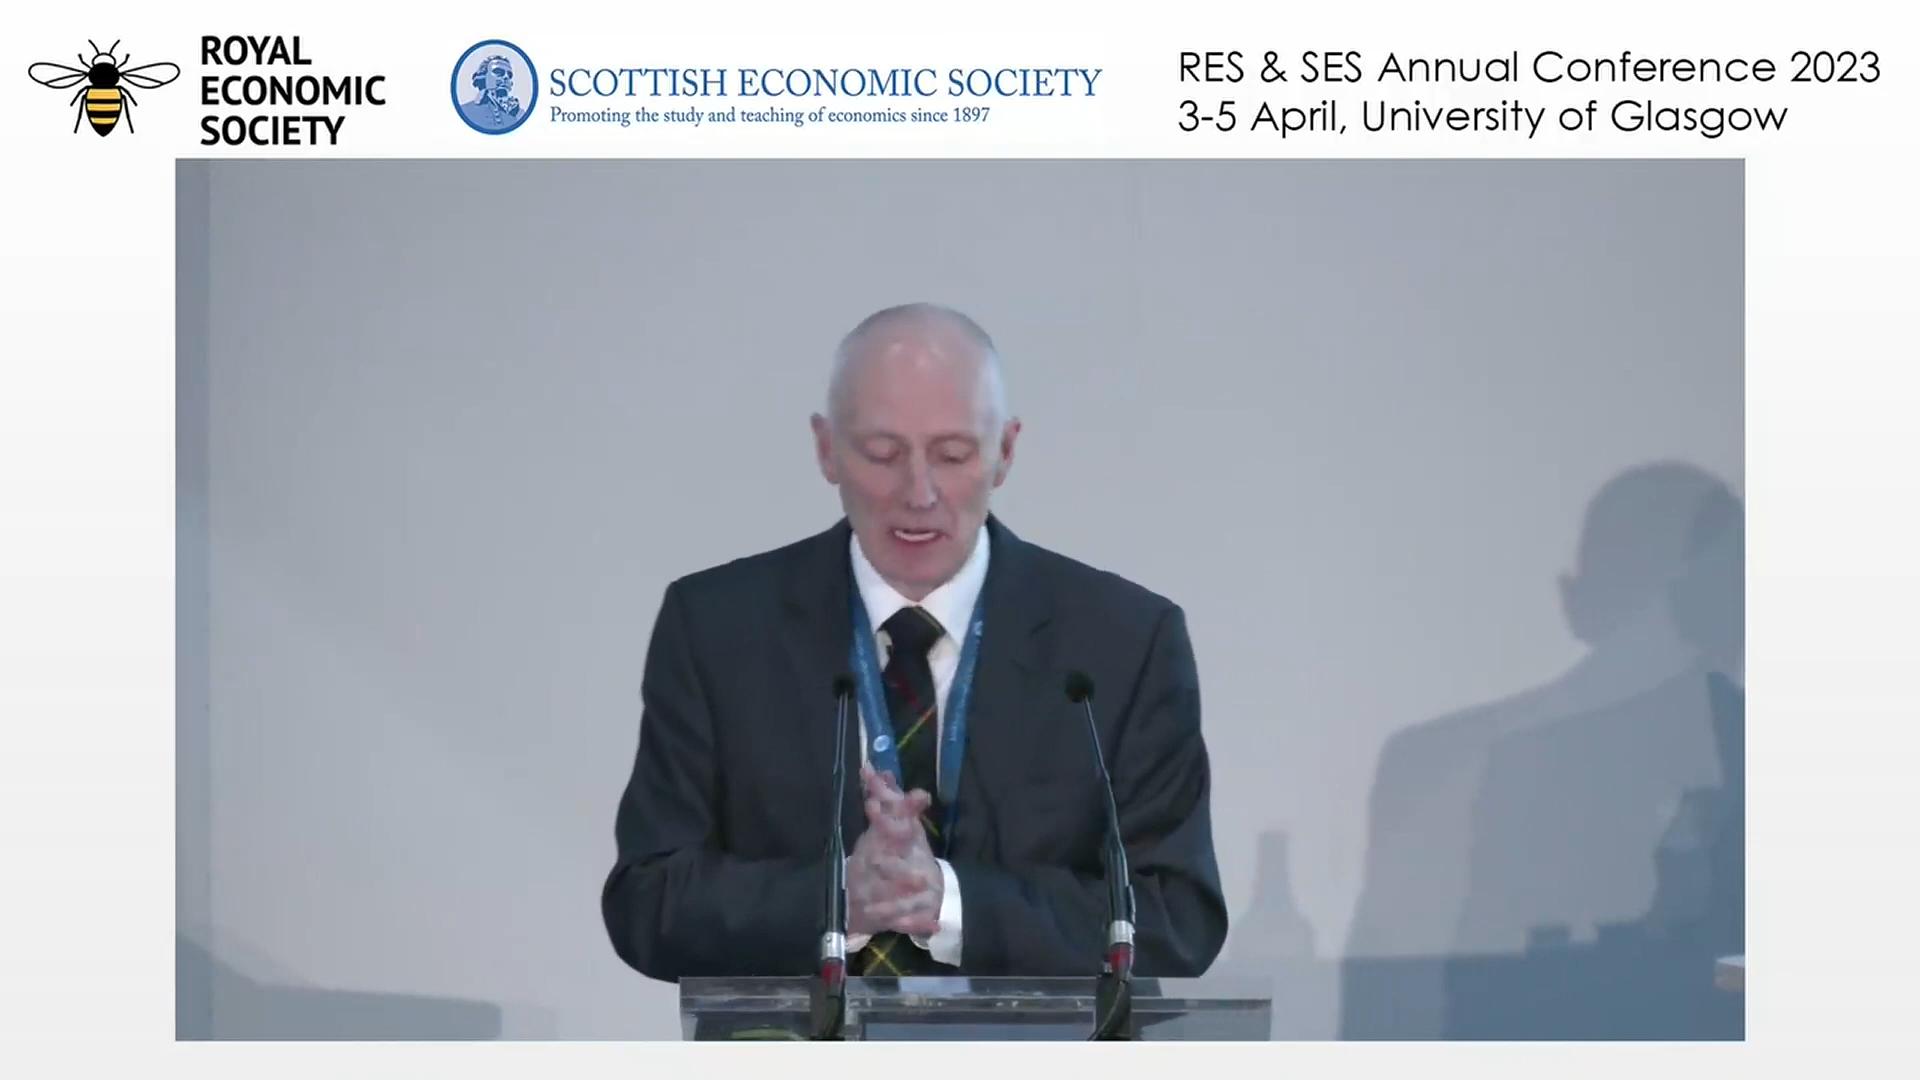 ROYAL
ECONOMIC
SOCIETY
SCOTTISH ECONOMIC SOCIETY
Promoting the study and teaching of economics since 1897
RES & SES Annual Conference 2023
3-5 April, University of Glasgow